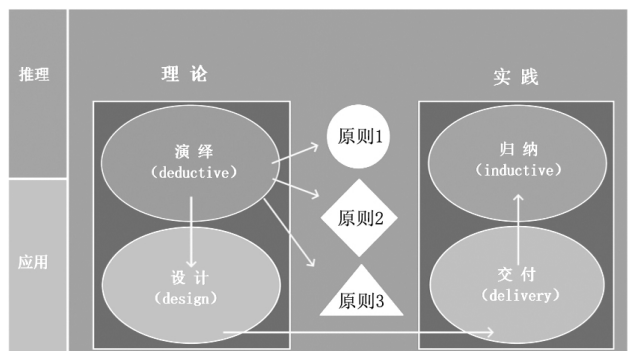 推理
理 论
实 践
演 绎
（deductive）
原则1
归 纳
（inductive）
原则2
应用
设 计
（design）
原则3
交 付
（delivery）